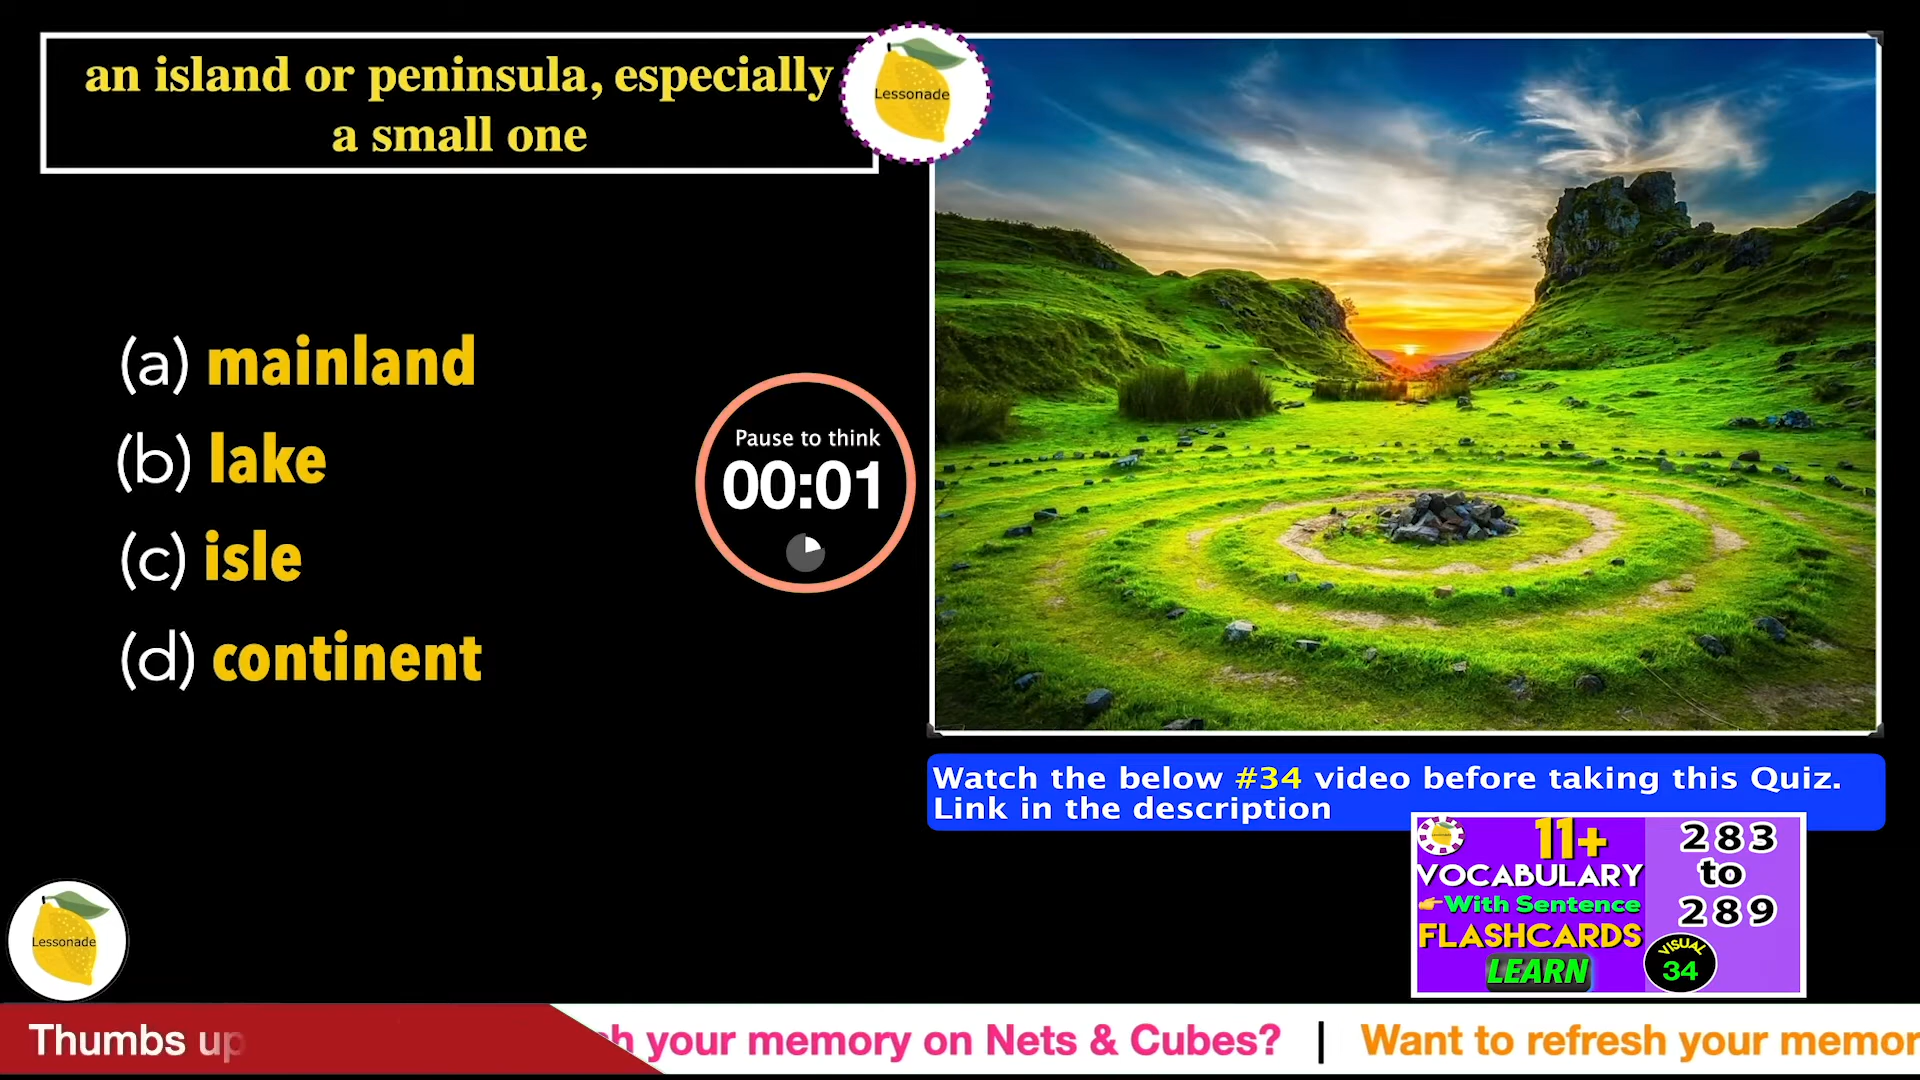 an island or peninsula, especially
a small one
Lessonade
(a) mainland
(b) lake
(c) isle
(d) continent
Pause to think
00:01
Watch the below #34 video before taking this Quiz.
Link in the description
11+
VOCABULARY
With Sentence
FLASHCARDS
LEARN
283
to
289
VISUAL
34
Lessonade
Thumbs up
h your memory on Nets & Cubes? | Want to refresh your memor